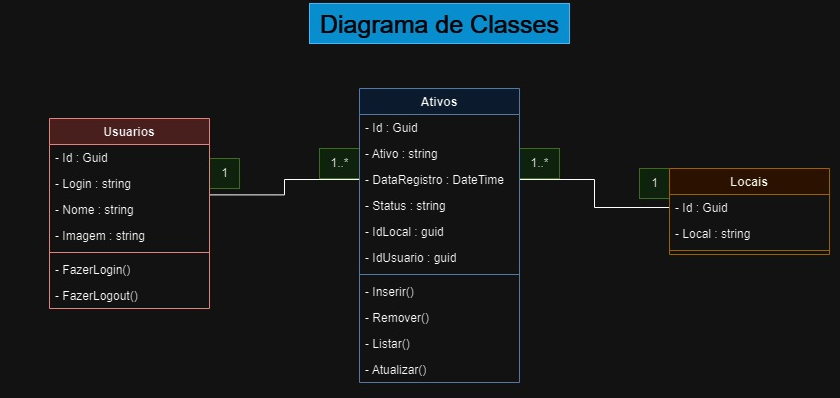 Diagrama de Classes
Usuarios
- Id : Guid
- Login : string
- Nome : string
- Imagem : string
- FazerLogin()
- FazerLogout()
1
1..*
Ativos
- Id : Guid
- Ativo : string
- DataRegistro : DateTime
- Status : string
- IdLocal : guid
- IdUsuario : guid
- Inserir()
- Remover()
- Listar()
- Atualizar()
1..*
1
Locais
- Id : Guid
- Local : string